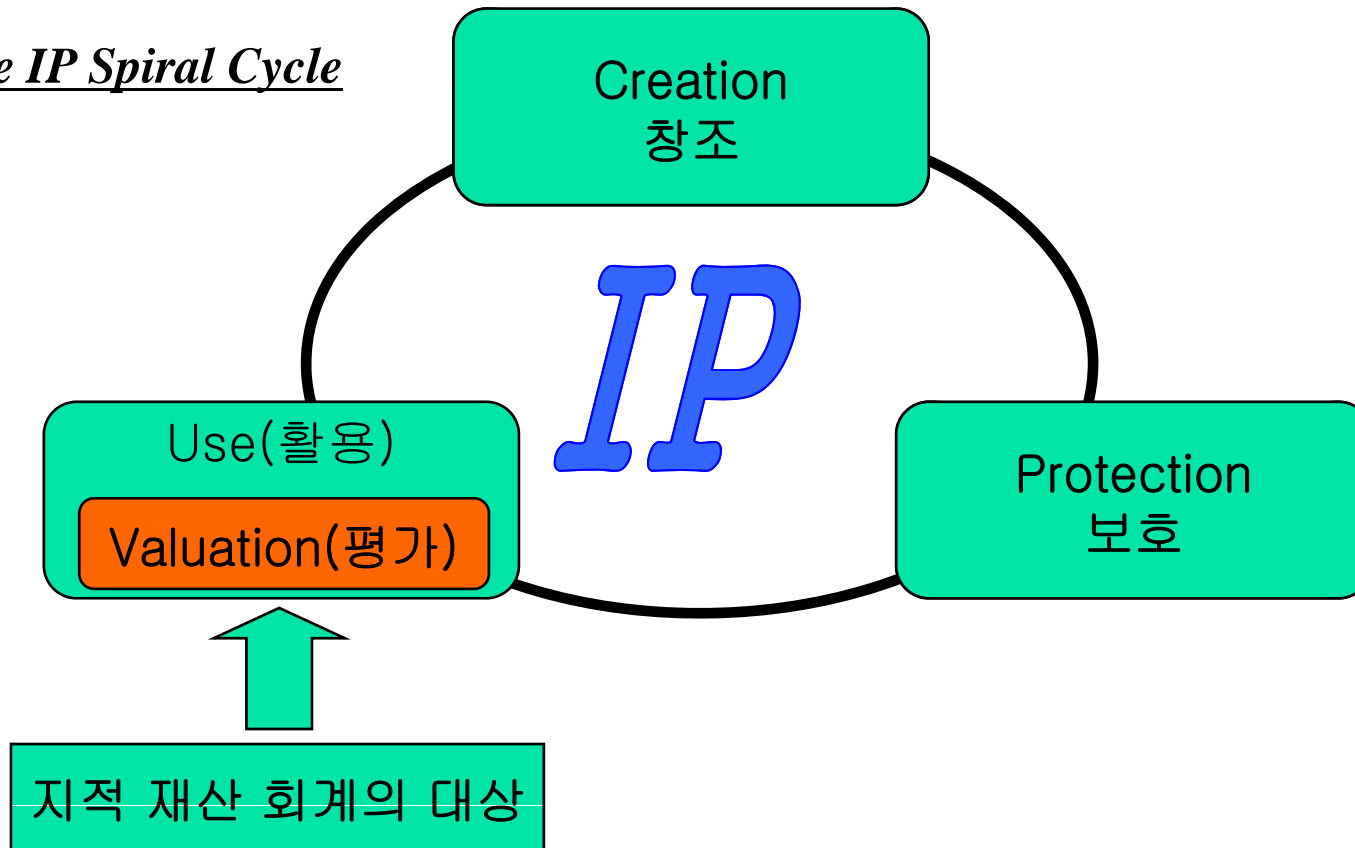 e IP Spiral Cycle
Creation
창조
IP
Use(활용)
Valuation(평가)
Protection
보호
지적 재산 회계의 대상